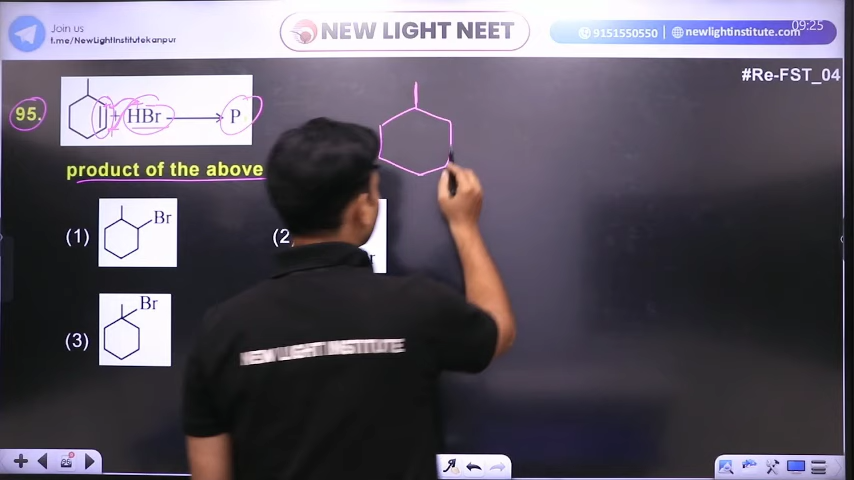 Join us
t.me/NewLightInstitutekanpur
NEW LIGHT NEET
9151550550 | newlightinstitute.com
09:25
#Re-FST_04
95.
+ HBr → P
product of the above
(1)
Br
(2)
(3)
Br
NEW LIGHT INSTITUTE